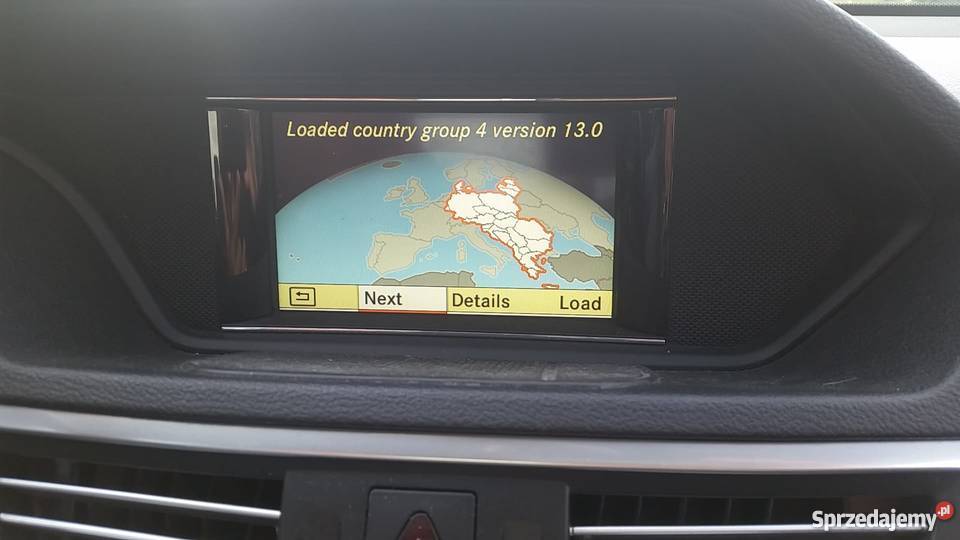 Loaded country group 4 version 13.0
Next Details Load
Sprzedajemy.pl